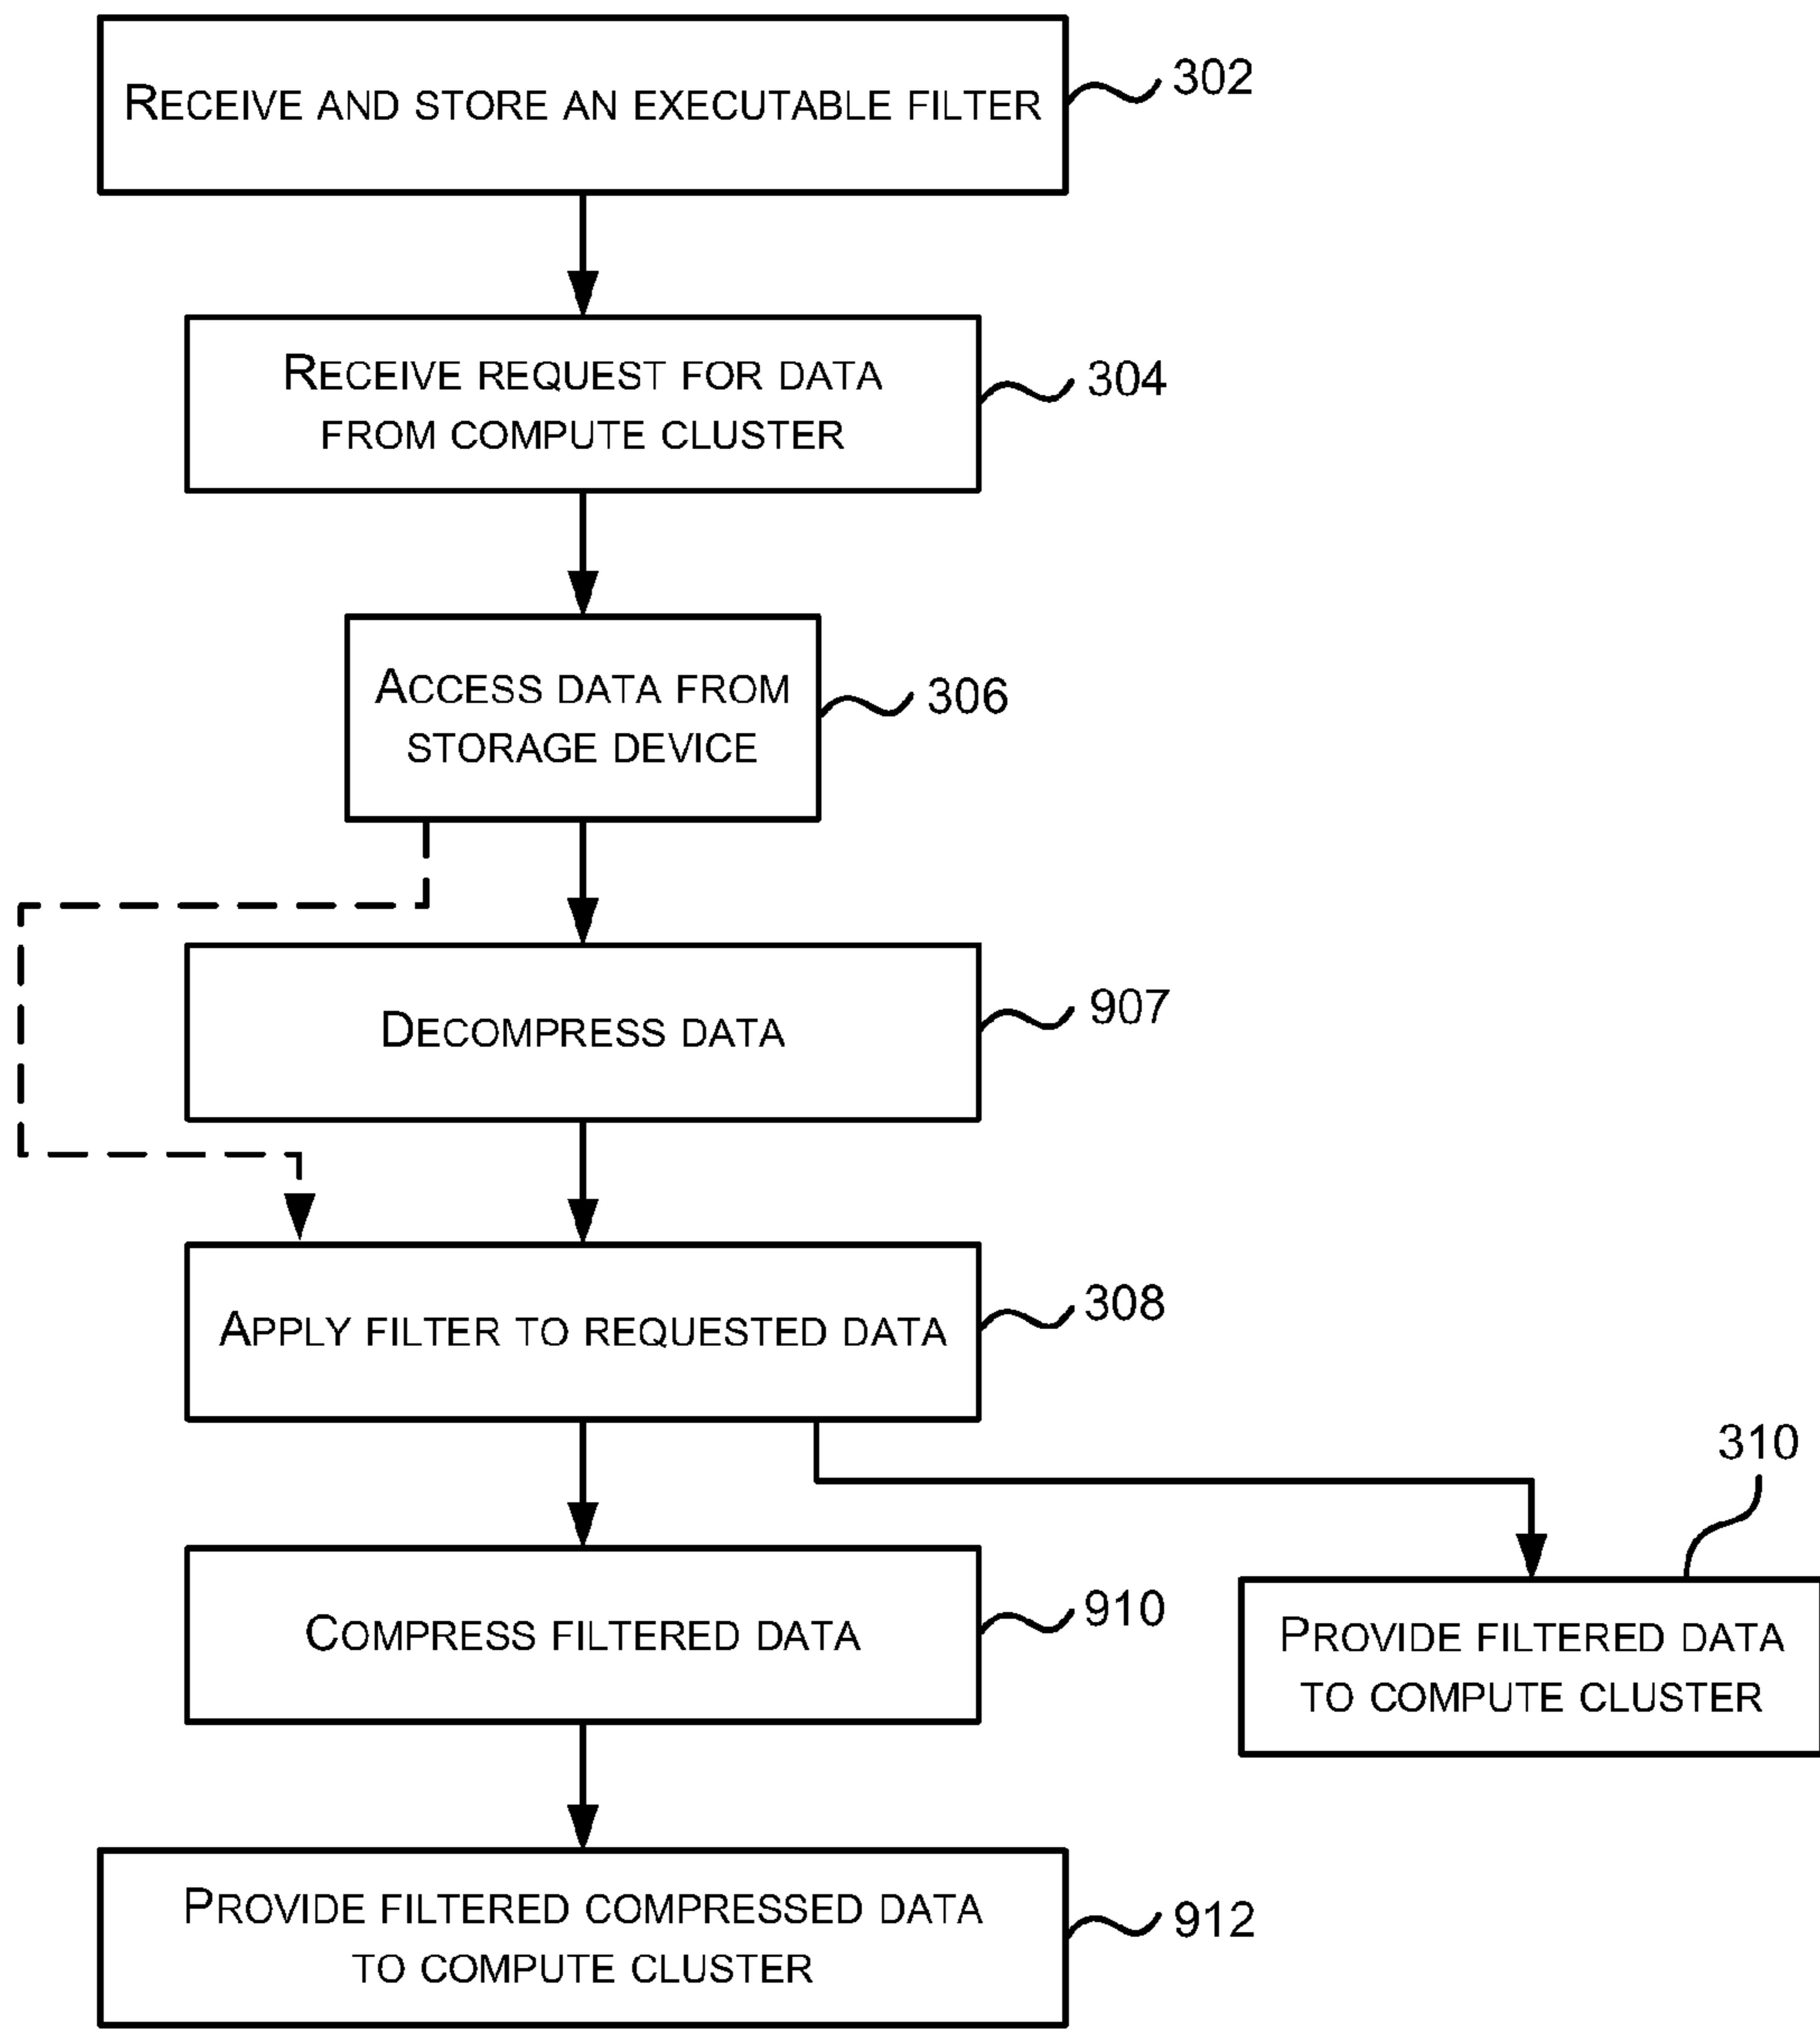 RECEIVE AND STORE AN EXECUTABLE FILTER
302
RECEIVE REQUEST FOR DATA
FROM COMPUTE CLUSTER
304
ACCESS DATA FROM
STORAGE DEVICE
306
DECOMPRESS DATA
907
APPLY FILTER TO REQUESTED DATA
308
310
COMPRESS FILTERED DATA
910
PROVIDE FILTERED DATA
TO COMPUTE CLUSTER
PROVIDE FILTERED COMPRESSED DATA
TO COMPUTE CLUSTER
912